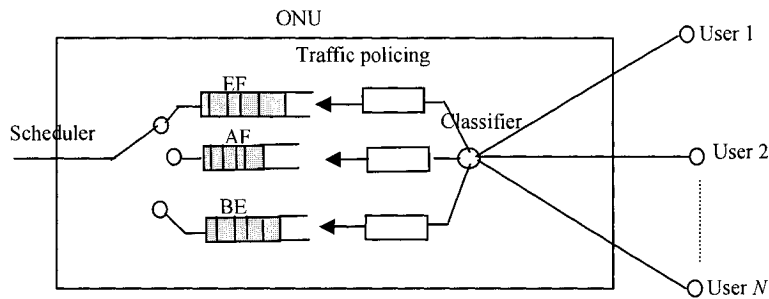 ONU
Traffic policing
User 1
EF
Scheduler
Classifier
AF
User 2
BE
User N